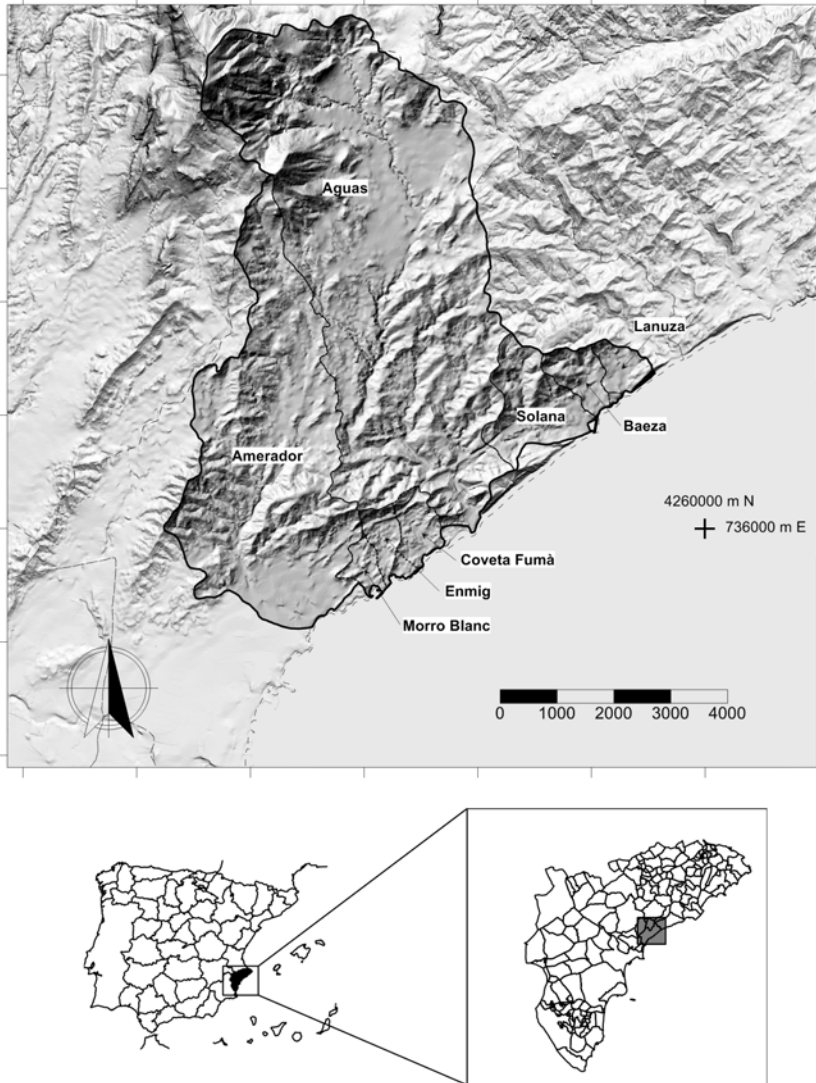 Aguas
Lanuza
Solana
Baeza
Amerador
4260000 m N
736000 m E
Coveta Fumà
Enmig
Morro Blanc
0 1000 2000 3000 4000